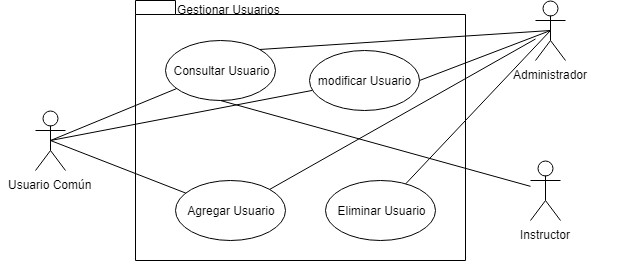 Gestionar Usuarios
Consultar Usuario
modificar Usuario
Administrador
Usuario Común
Agregar Usuario
Eliminar Usuario
Instructor